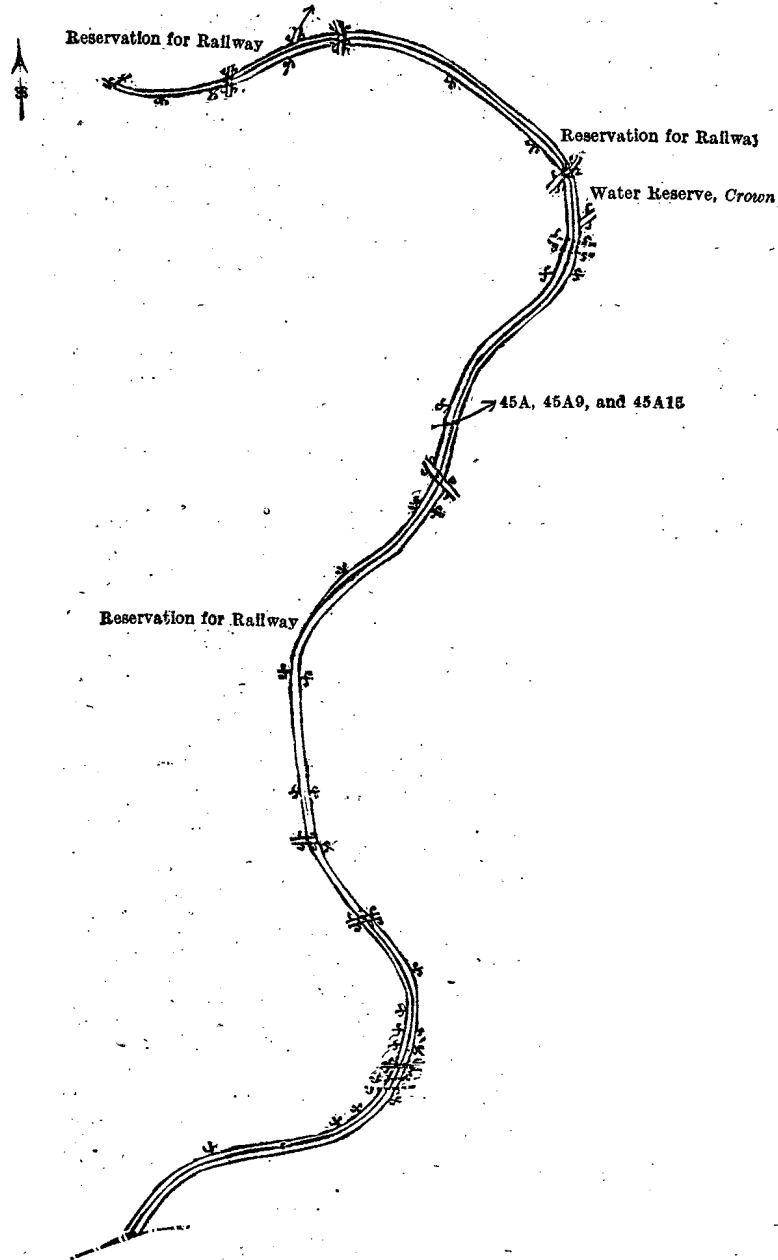 Reservation for Railway
Reservation for Railway
Water Reserve, Crown
45A, 45A9, and 45A15
Reservation for Railway